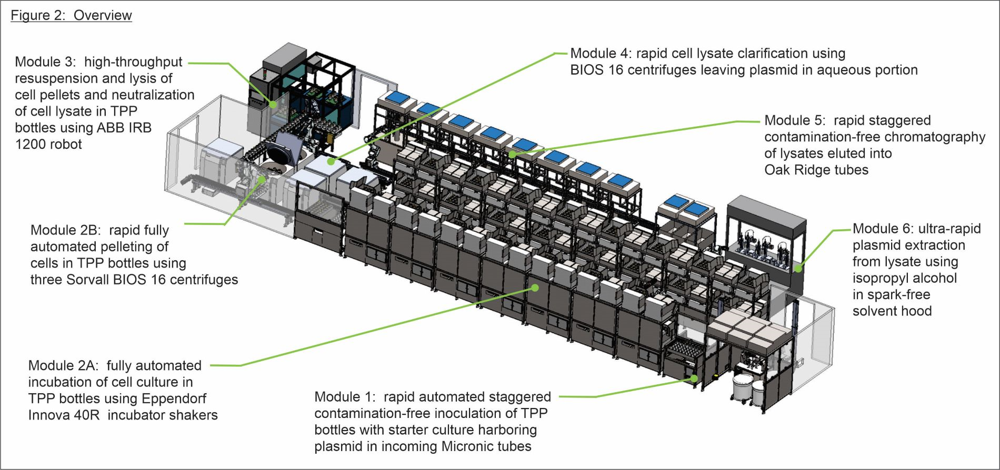 Figure 2: Overview
Module 3: high-throughput
resuspension and lysis of
cell pellets and neutralization
of cell lysate in TPP
bottles using ABB IRB
1200 robot
Module 4: rapid cell lysate clarification using
BIOS 16 centrifuges leaving plasmid in aqueous portion
Module 5: rapid staggered
contamination-free chromatography
of lysates eluted into
Oak Ridge tubes
Module 2B: rapid fully
automated pelleting of
cells in TPP bottles using
three Sorvall BIOS 16 centrifuges
Module 6: ultra-rapid
plasmid extraction
from lysate using
isopropyl alcohol
in spark-free
solvent hood
Module 2A: fully automated
incubation of cell culture in
TPP bottles using Eppendorf
Innova 40R incubator shakers
Module 1: rapid automated staggered
contamination-free inoculation of TPP
bottles with starter culture harboring
plasmid in incoming Micronic tubes